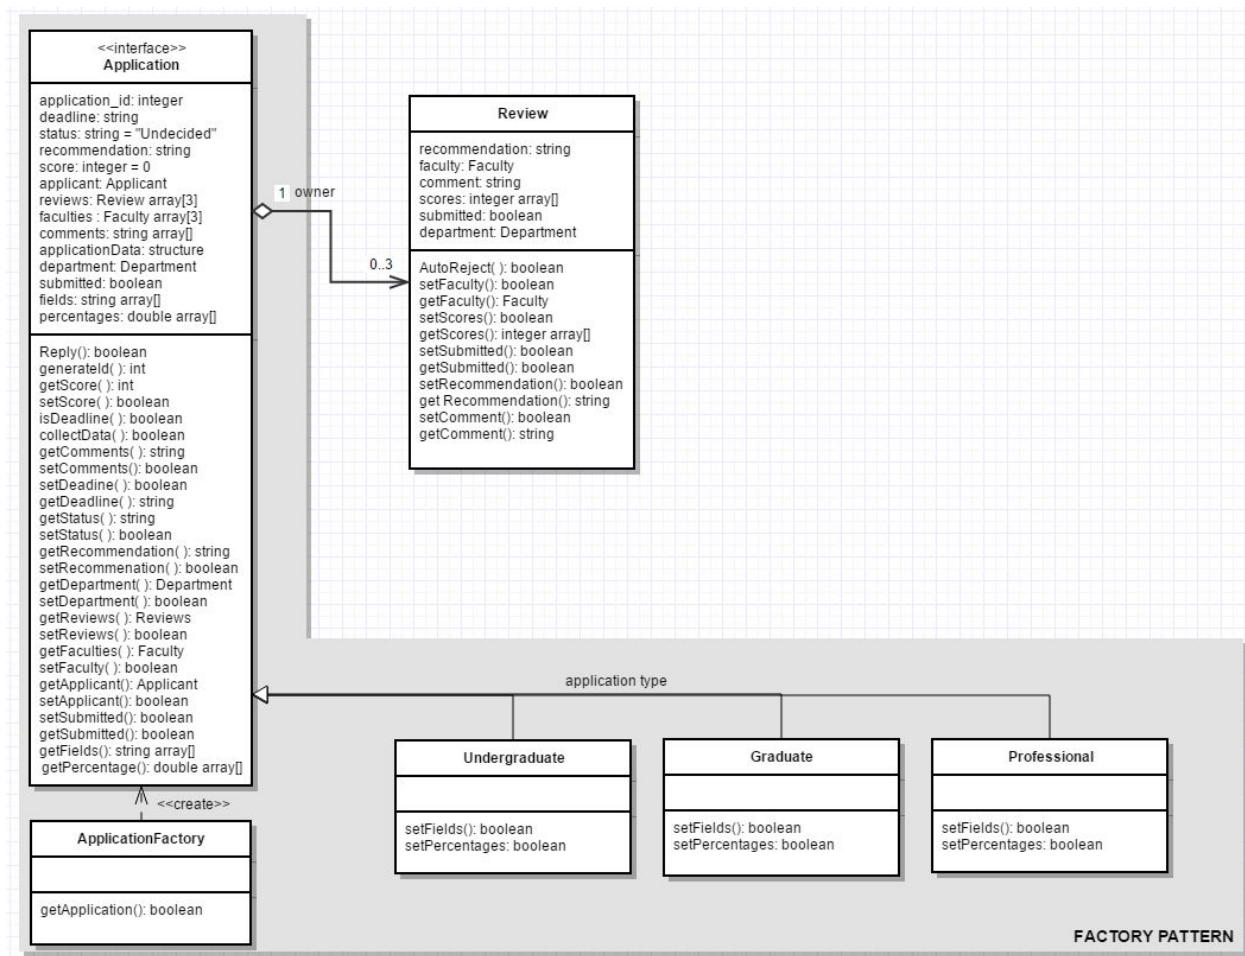 <<interface>>
Application
application_id: integer
deadline: string
status: string = "Undecided"
recommendation: string
score: integer = 0
applicant: Applicant
reviews: Review array[3]
faculties : Faculty array[3]
comments: string array[]
applicationData: structure
department: Department
submitted: boolean
fields: string array[]
percentages: double array[]
Reply(): boolean
generateId( ): int
getScore( ): int
setScore( ): boolean
isDeadline( ): boolean
collectData( ): boolean
getComments( ): string
setComments(): boolean
setDeadine( ): boolean
getDeadline( ): string
getStatus( ): string
setStatus( ): boolean
getRecommendation( ): string
setRecommenation( ): boolean
getDepartment( ): Department
setDepartment( ): boolean
getReviews( ): Reviews
setReviews( ): boolean
getFaculties( ): Faculty
setFaculty( ): boolean
getApplicant(): Applicant
setApplicant(): boolean
setSubmitted(): boolean
getSubmitted(): boolean
getFields(): string array[]
getPercentage(): double array[]
1 owner
0..3
Review
recommendation: string
faculty: Faculty
comment: string
scores: integer array[]
submitted: boolean
department: Department
AutoReject( ): boolean
setFaculty(): boolean
getFaculty(): Faculty
setScores(): boolean
getScores(): integer array[]
setSubmitted(): boolean
getSubmitted(): boolean
setRecommendation(): boolean
get Recommendation(): string
setComment(): boolean
getComment(): string
application type
Undergraduate
setFields(): boolean
setPercentages: boolean
Graduate
setFields(): boolean
setPercentages: boolean
Professional
setFields(): boolean
setPercentages: boolean
<<create>>
ApplicationFactory
getApplication(): boolean
FACTORY PATTERN